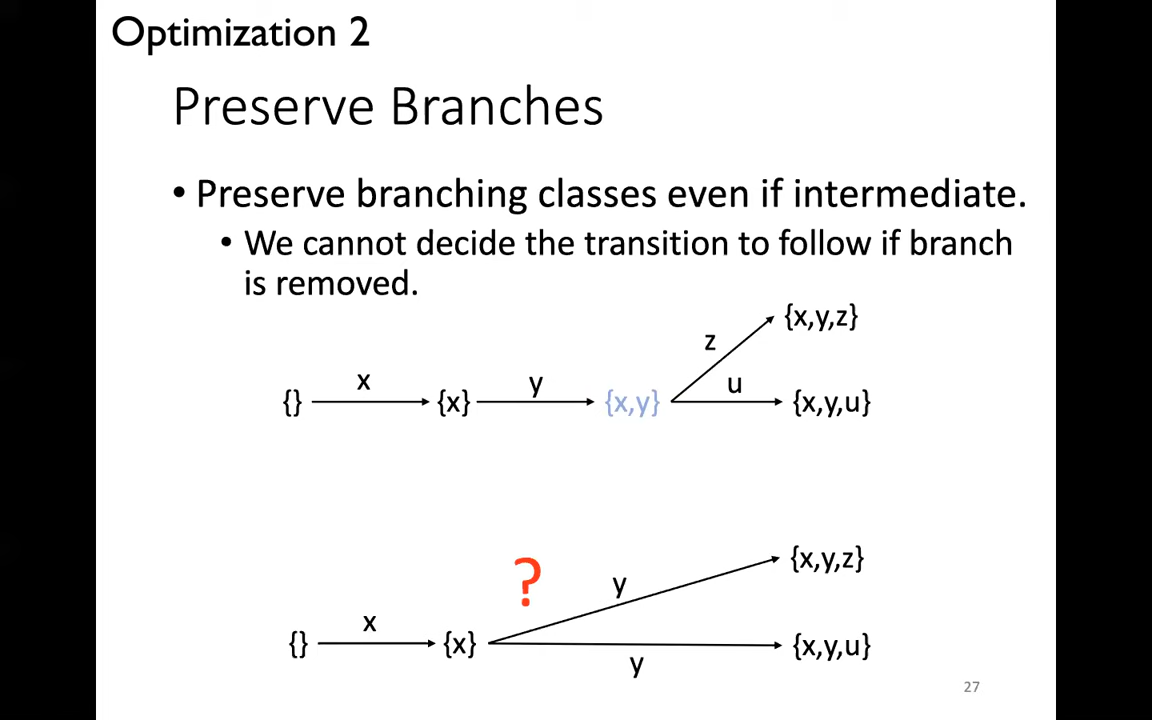 Optimization 2
Preserve Branches
• Preserve branching classes even if intermediate.
• We cannot decide the transition to follow if branch
is removed.
{x,y,z}
z
x
y
u
{}
{x}
{x,y}
{x,y,u}
?
{x,y,z}
y
x
{}
{x}
{x,y,u}
y
27